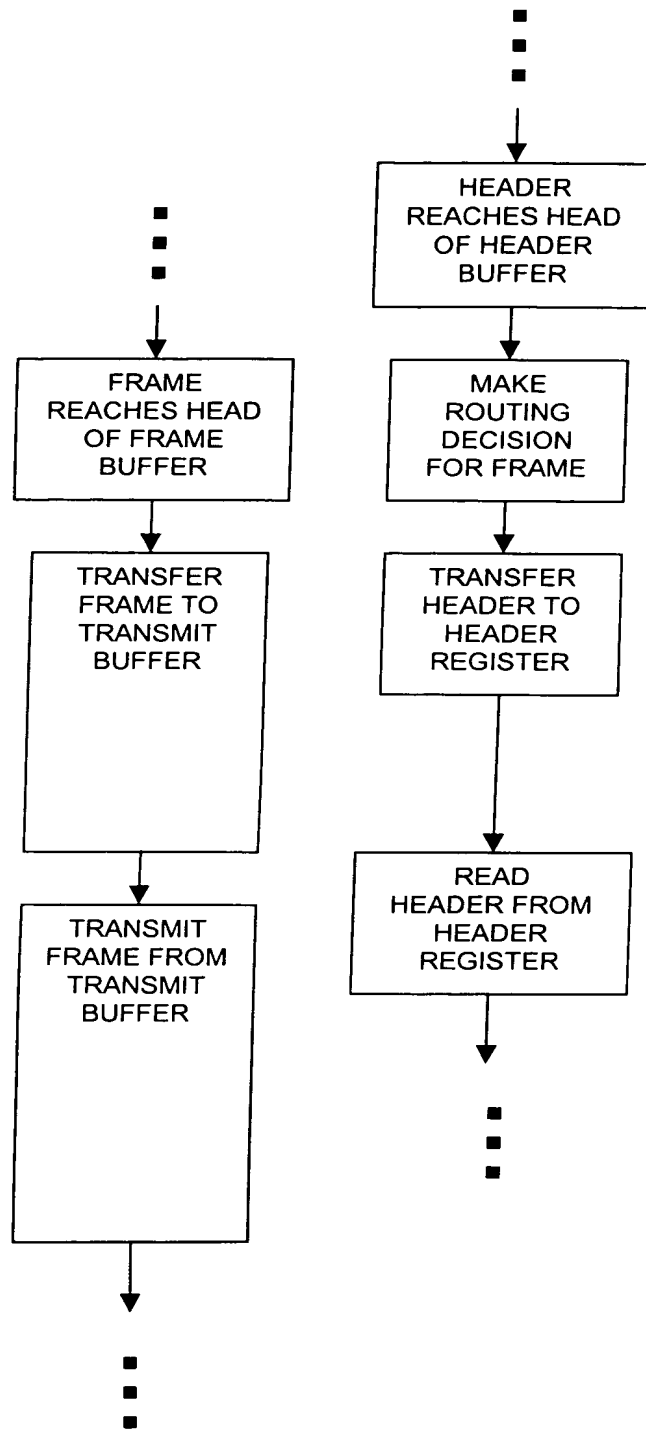 HEADER
REACHES HEAD
OF HEADER
BUFFER
FRAME
REACHES HEAD
OF FRAME
BUFFER
MAKE
ROUTING
DECISION
FOR FRAME
TRANSFER
FRAME TO
TRANSMIT
BUFFER
TRANSFER
HEADER TO
HEADER
REGISTER
READ
HEADER FROM
HEADER
REGISTER
TRANSMIT
FRAME FROM
TRANSMIT
BUFFER